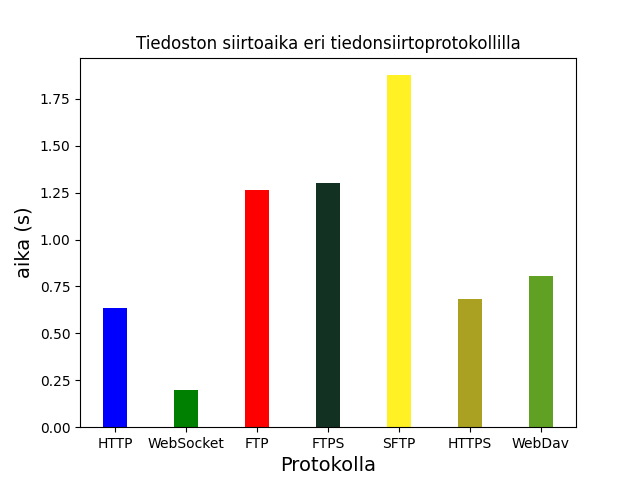 Tiedoston siirtoaika eri tiedonsiirtoprotokollilla
aika (s)
1.75
1.50
1.25
1.00
0.75
0.50
0.25
0.00
HTTP WebSocket FTP FTPS SFTP HTTPS WebDav
Protokolla